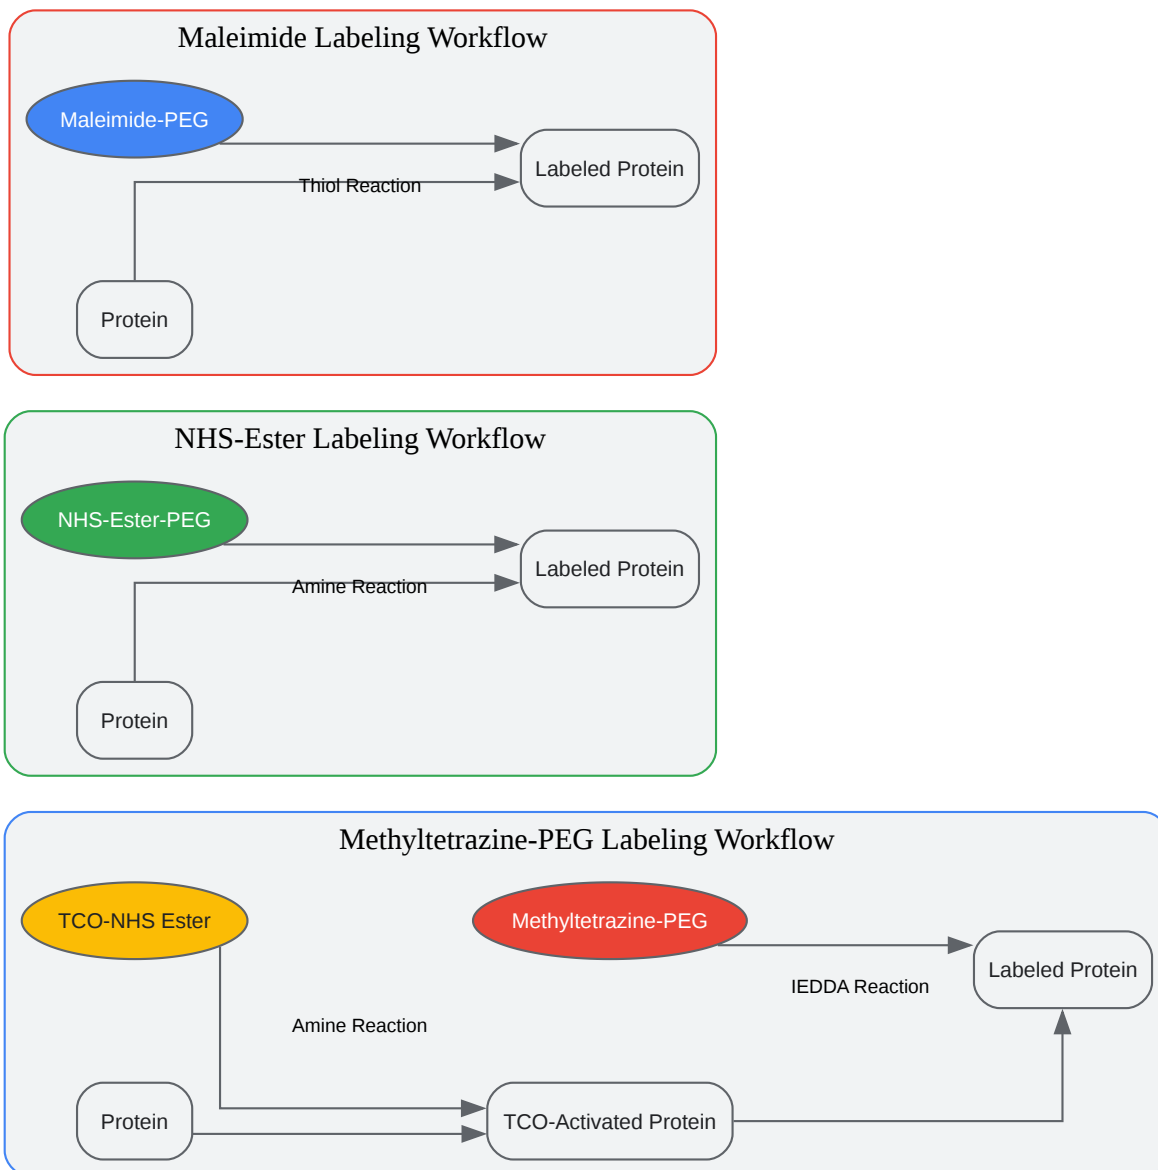 Maleimide Labeling Workflow
Maleimide-PEG
Labeled Protein
Thiol Reaction
Protein
NHS-Ester Labeling Workflow
NHS-Ester-PEG
Labeled Protein
Amine Reaction
Protein
Methyltetrazine-PEG Labeling Workflow
TCO-NHS Ester
Methyltetrazine-PEG
Labeled Protein
IEDDA Reaction
Amine Reaction
Protein
TCO-Activated Protein